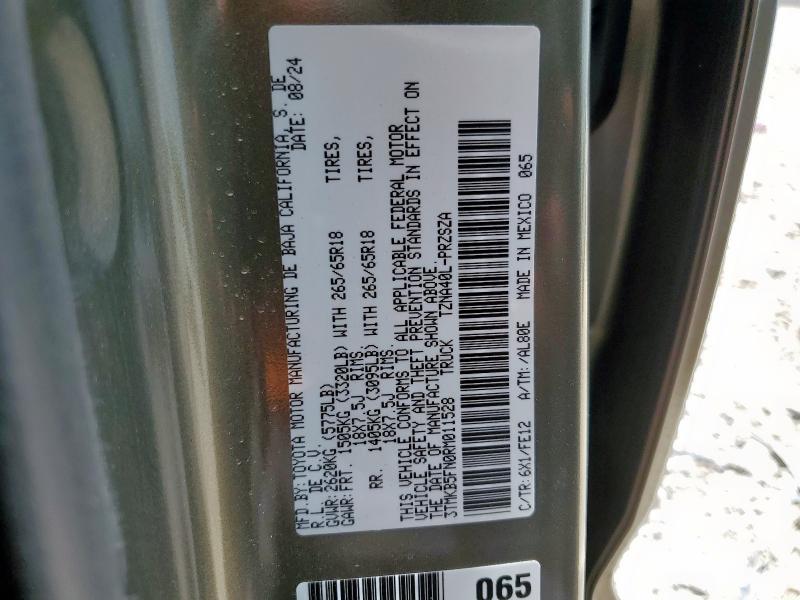 MFD.BY:TOYOTA MOTOR MANUFACTURING DE BAJA CALIFORNIA, S. DE
R.L. DE C.V. DATE: 08/24
GVWR:2620KG (5775LB)
GAWR:FRT. 1505KG (3320LB) WITH 265/65R18 TIRES,
18X7.5J RIMS
RR. 1405KG (3095LB) WITH 265/65R18 TIRES,
18X7.5J RIMS
THIS VEHICLE CONFORMS TO ALL APPLICABLE FEDERAL MOTOR
VEHICLE SAFETY AND THEFT PREVENTION STANDARDS IN EFFECT ON
THE DATE OF MANUFACTURE SHOWN ABOVE.
3TMKB5FN0RM011528 TRUCK TZNA40L-PRZSZA
C/TR:6X1/FE12 A/TM:/AL80E MADE IN MEXICO 065
065